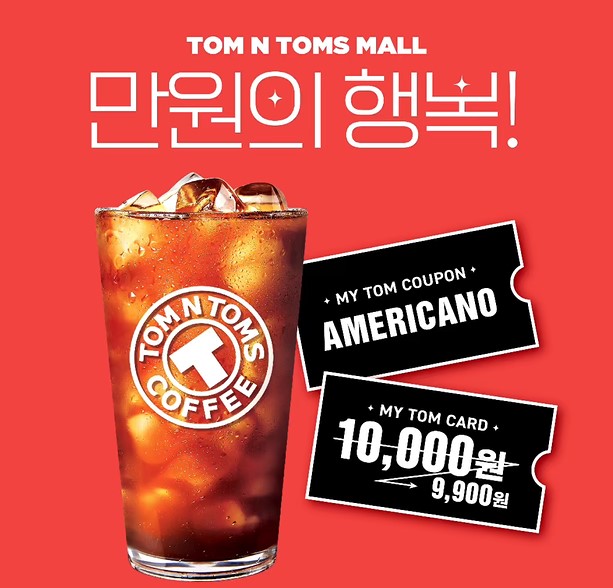 TOM N TOMS MALL
만원의 행복!
TOM N TOMS
T
COFFEE
MY TOM COUPON
AMERICANO
MY TOM CARD
10,000원
9,900원